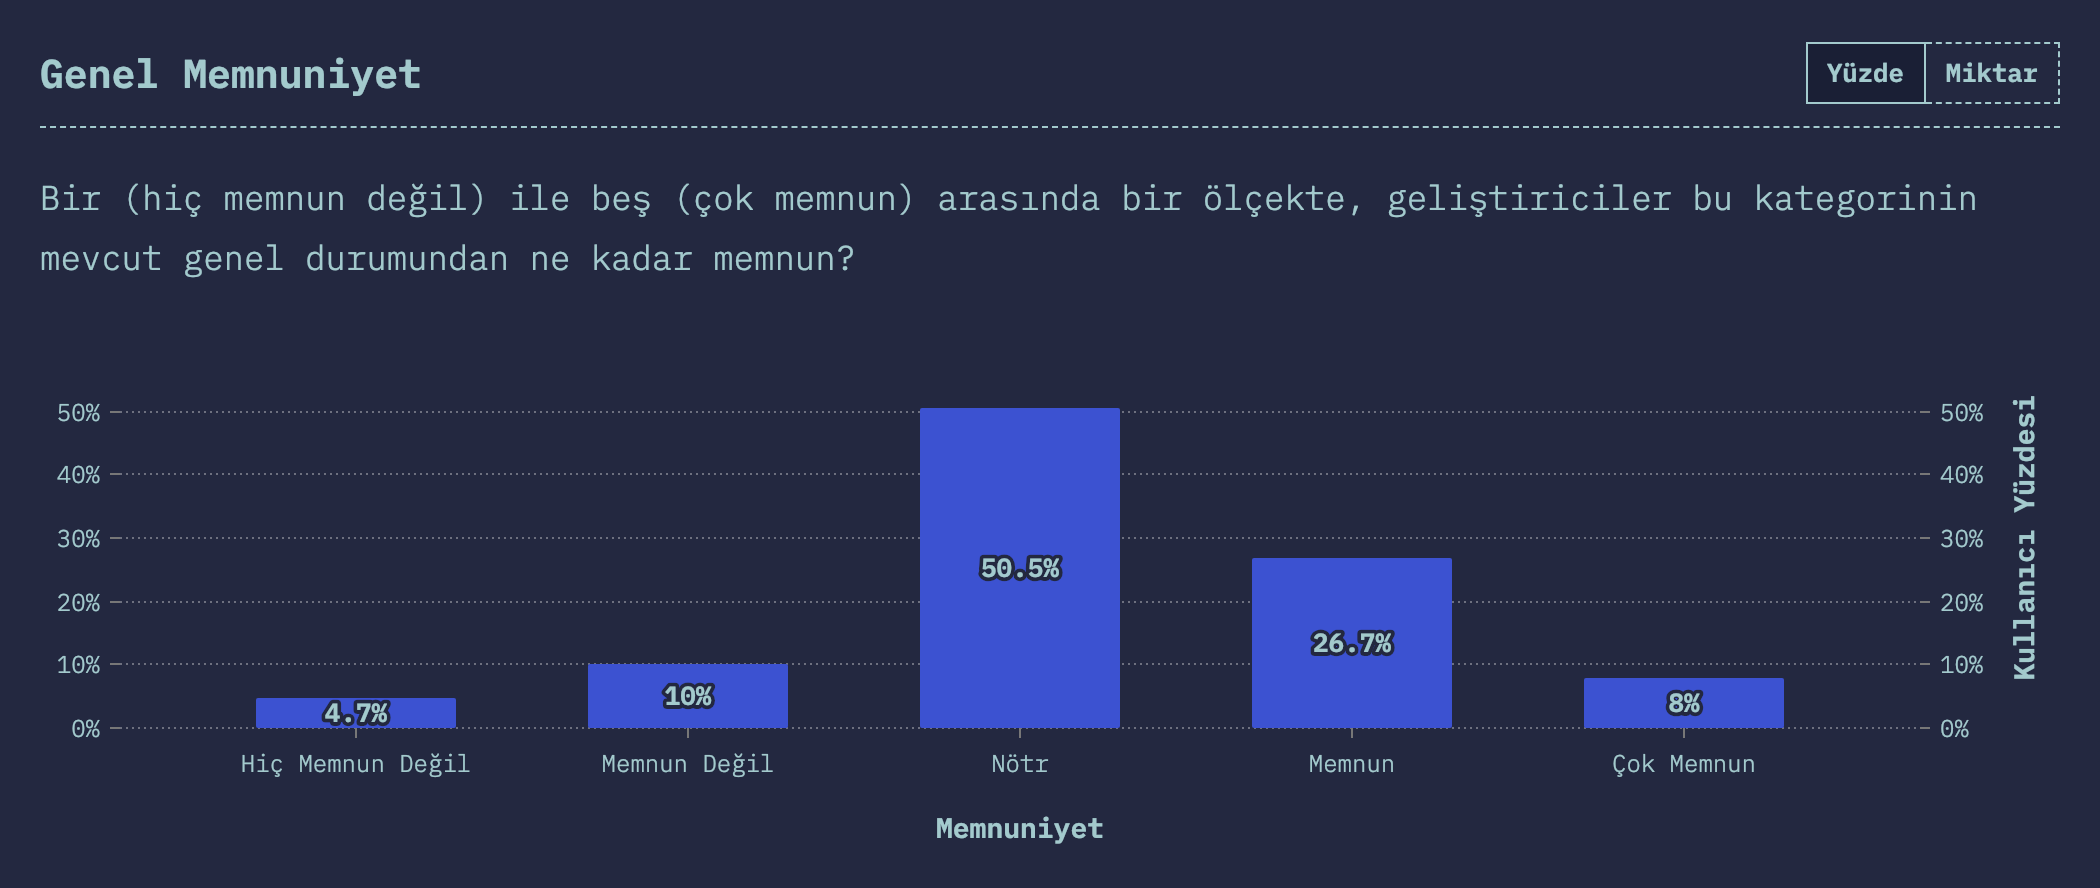 Genel Memnuniyet
Yüzde Miktar
Bir (hiç memnun değil) ile beş (çok memnun) arasında bir ölçekte, geliştiriciler bu kategorinin
mevcut genel durumundan ne kadar memnun?
50% 50%
40% 40%
30% 30%
20% 20%
10% 10%
0% 0%
Kullanıcı Yüzdesi
4.7% 10% 50.5% 26.7% 8%
Hiç Memnun Değil Memnun Değil Nötr Memnun Çok Memnun
Memnuniyet